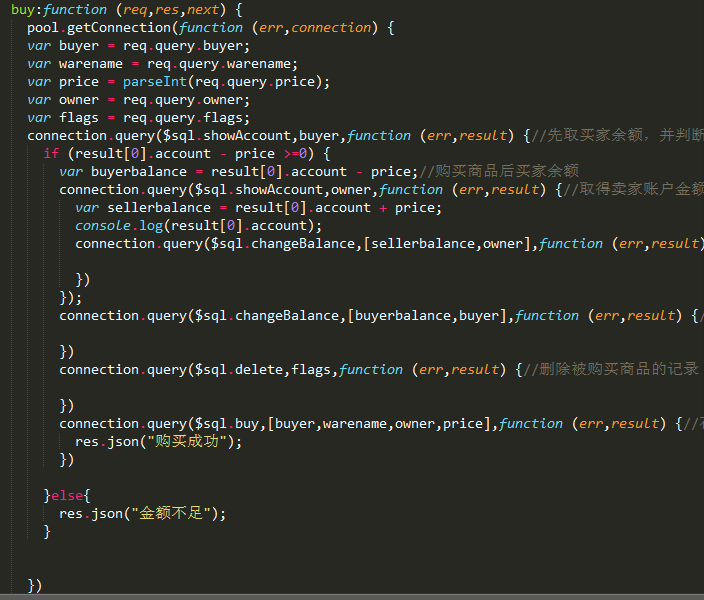 buy:function (req,res,next) {
pool.getConnection(function (err,connection) {
var buyer = req.query.buyer;
var warename = req.query.warename;
var price = parseInt(req.query.price);
var owner = req.query.owner;
var flags = req.query.flags;
connection.query($sql.showAccount,buyer,function (err,result) {//先取买家余额，并判断
if (result[0].account - price >=0) {
var buyerbalance = result[0].account - price;//购买商品后买家余额
connection.query($sql.showAccount,owner,function (err,result) {//取得卖家账户金额
var sellerbalance = result[0].account + price;
console.log(result[0].account);
connection.query($sql.changeBalance,[sellerbalance,owner],function (err,result)
})
});
connection.query($sql.changeBalance,[buyerbalance,buyer],function (err,result) {/
})
connection.query($sql.delete,flags,function (err,result) {//删除被购买商品的记录
})
connection.query($sql.buy,[buyer,warename,owner,price],function (err,result) {//
res.json("购买成功");
})
}else{
res.json("金额不足");
}
})